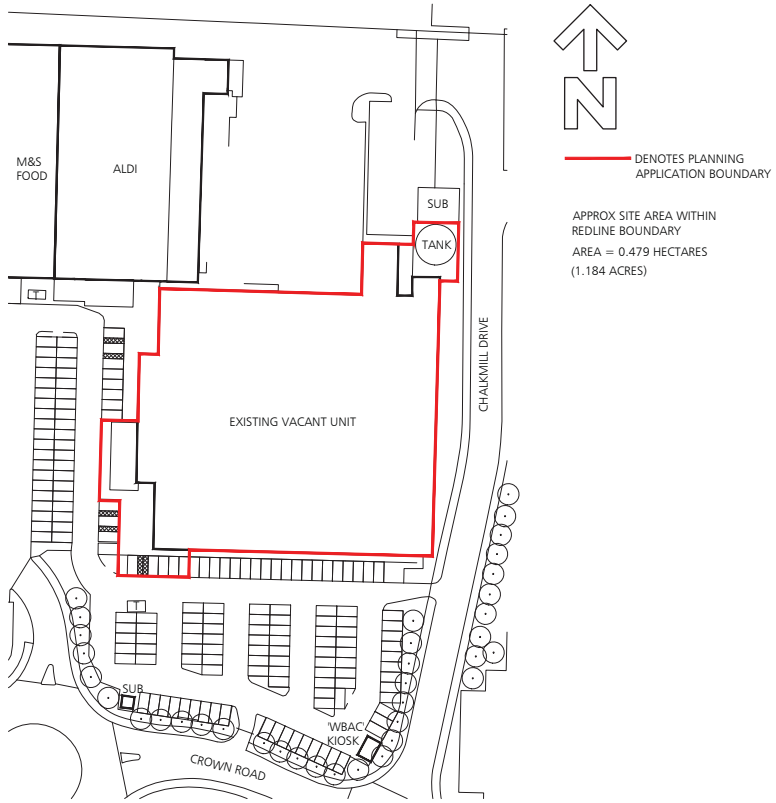 N
M&S
FOOD
ALDI
DENOTES PLANNING
APPLICATION BOUNDARY
SUB
APPROX SITE AREA WITHIN
REDLINE BOUNDARY
AREA = 0.479 HECTARES
(1.184 ACRES)
TANK
T
CHALKMILL DRIVE
EXISTING VACANT UNIT
T
SUB
'WBAC'
KIOSK
CROWN ROAD